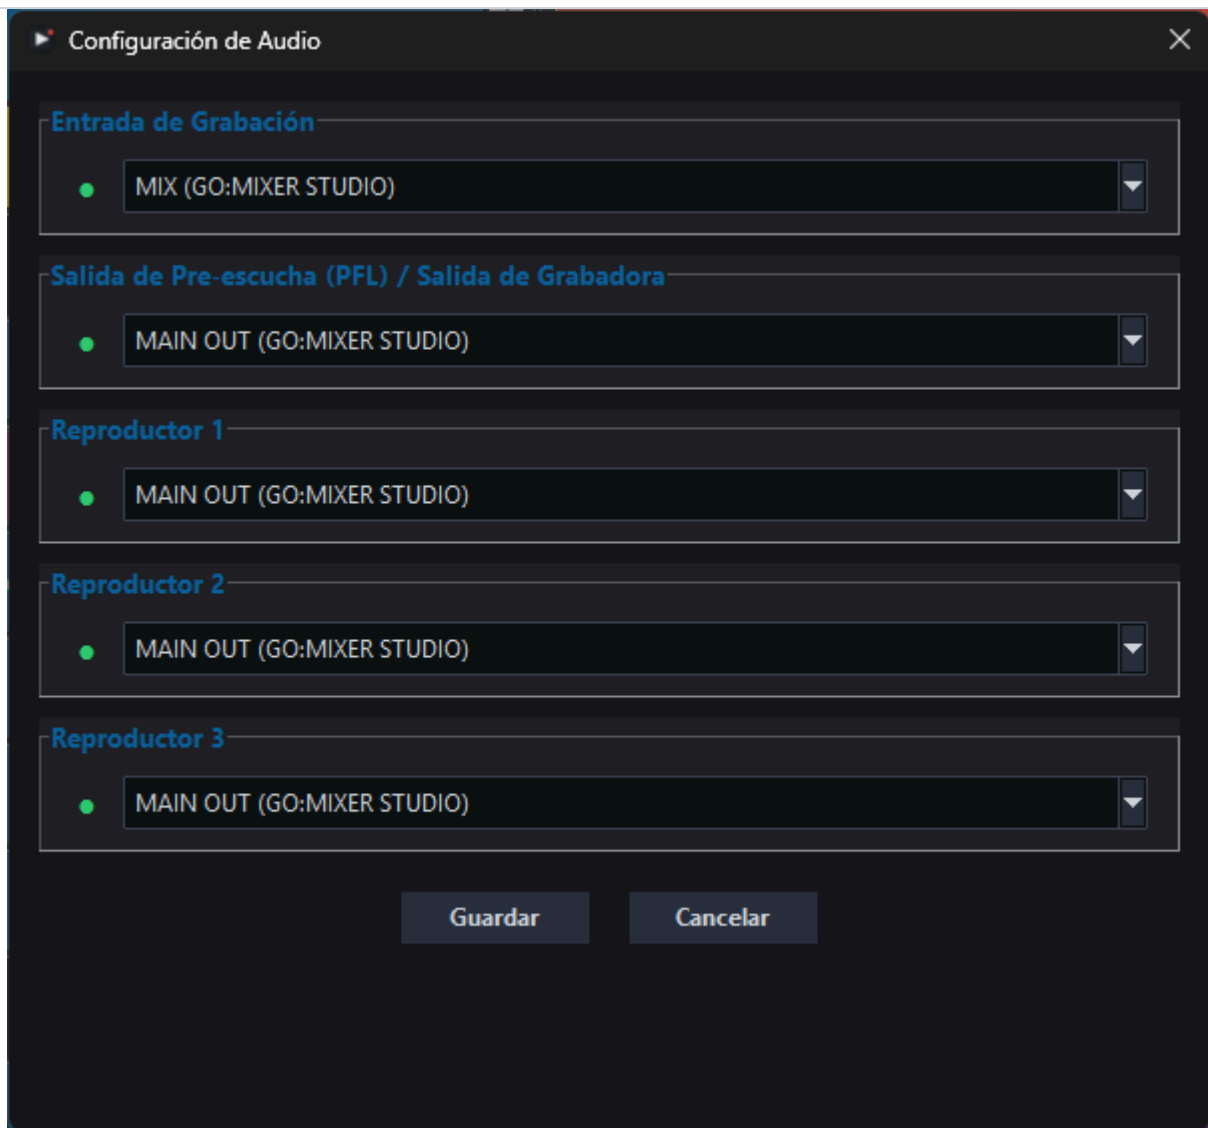 Configuración de Audio
Entrada de Grabación
MIX (GO:MIXER STUDIO)
Salida de Pre-escucha (PFL) / Salida de Grabadora
MAIN OUT (GO:MIXER STUDIO)
Reproductor 1
MAIN OUT (GO:MIXER STUDIO)
Reproductor 2
MAIN OUT (GO:MIXER STUDIO)
Reproductor 3
MAIN OUT (GO:MIXER STUDIO)
Guardar Cancelar